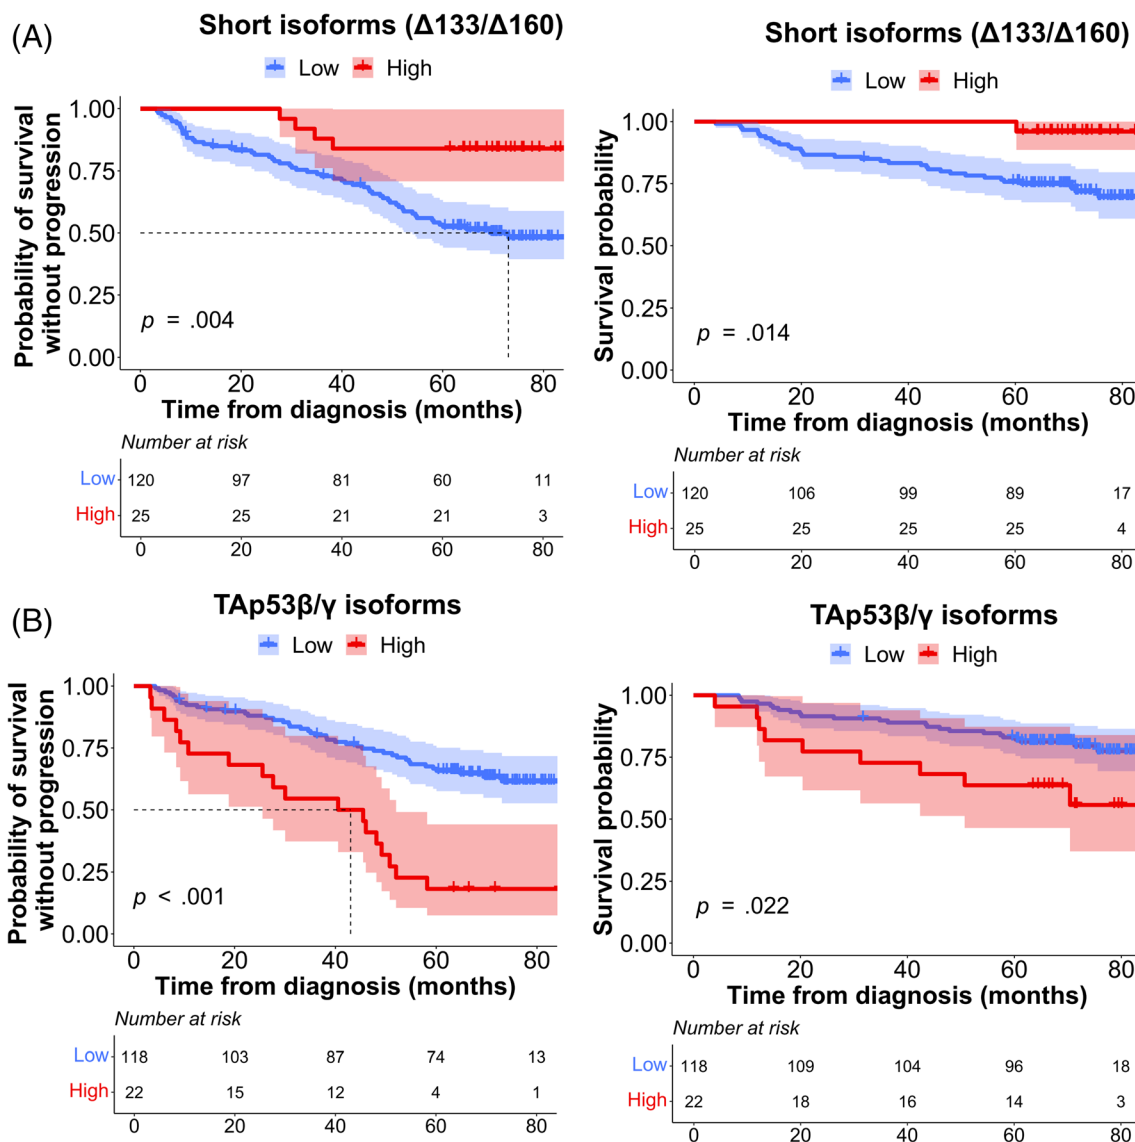 (A)
Short isoforms (Δ133/Δ160)
Low High
Probability of survival
without progression
1.00
0.75
0.50
0.25
0.00
p = .004
0 20 40 60 80
Time from diagnosis (months)
Number at risk
Low 120 97 81 60 11
High 25 25 21 21 3
0 20 40 60 80
Short isoforms (Δ133/Δ160)
Low High
Survival probability
1.00
0.75
0.50
0.25
0.00
p = .014
0 20 40 60 80
Time from diagnosis (months)
Number at risk
Low 120 106 99 89 17
High 25 25 25 25 4
0 20 40 60 80
(B)
TAp53β/γ isoforms
Low High
Probability of survival
without progression
1.00
0.75
0.50
0.25
0.00
p < .001
0 20 40 60 80
Time from diagnosis (months)
Number at risk
Low 118 103 87 74 13
High 22 15 12 4 1
0 20 40 60 80
TAp53β/γ isoforms
Low High
Survival probability
1.00
0.75
0.50
0.25
0.00
p = .022
0 20 40 60 80
Time from diagnosis (months)
Number at risk
Low 118 109 104 96 18
High 22 18 16 14 3
0 20 40 60 80